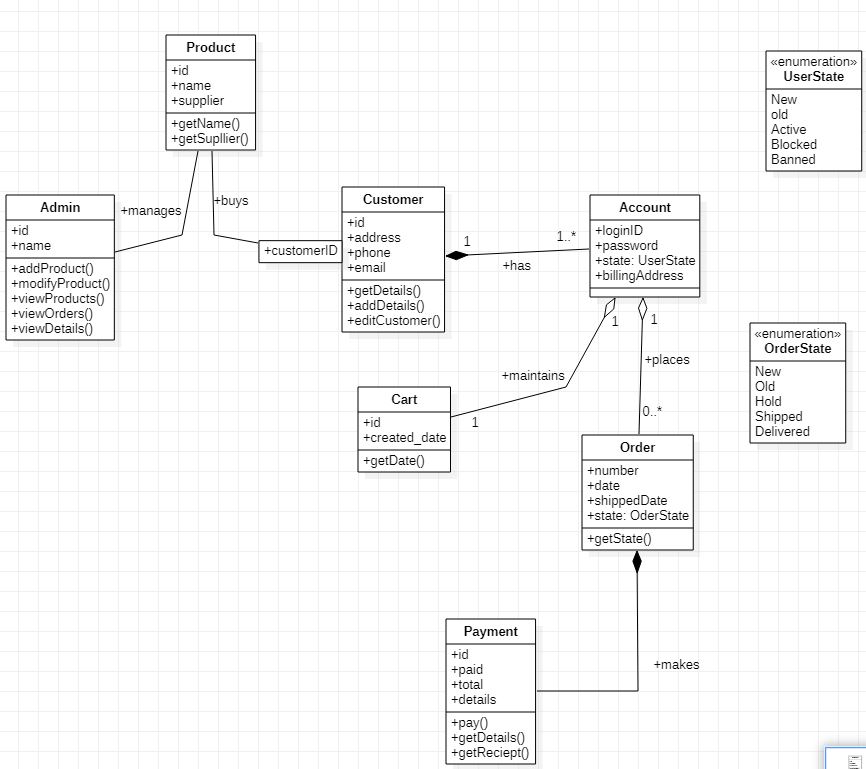 Product
+id
+name
+supplier
+getName()
+getSupllier()
«enumeration»
UserState
New
old
Active
Blocked
Banned
Admin
+id
+name
+addProduct()
+modifyProduct()
+viewProducts()
+viewOrders()
+viewDetails()
+manages
+buys
+customerID
Customer
+id
+address
+phone
+email
+getDetails()
+addDetails()
+editCustomer()
1
1..*
+has
Account
+loginID
+password
+state: UserState
+billingAddress
1
1
+maintains
1
+places
0..*
«enumeration»
OrderState
New
Old
Hold
Shipped
Delivered
Cart
+id
+created_date
+getDate()
Order
+number
+date
+shippedDate
+state: OderState
+getState()
+makes
Payment
+id
+paid
+total
+details
+pay()
+getDetails()
+getReciept()